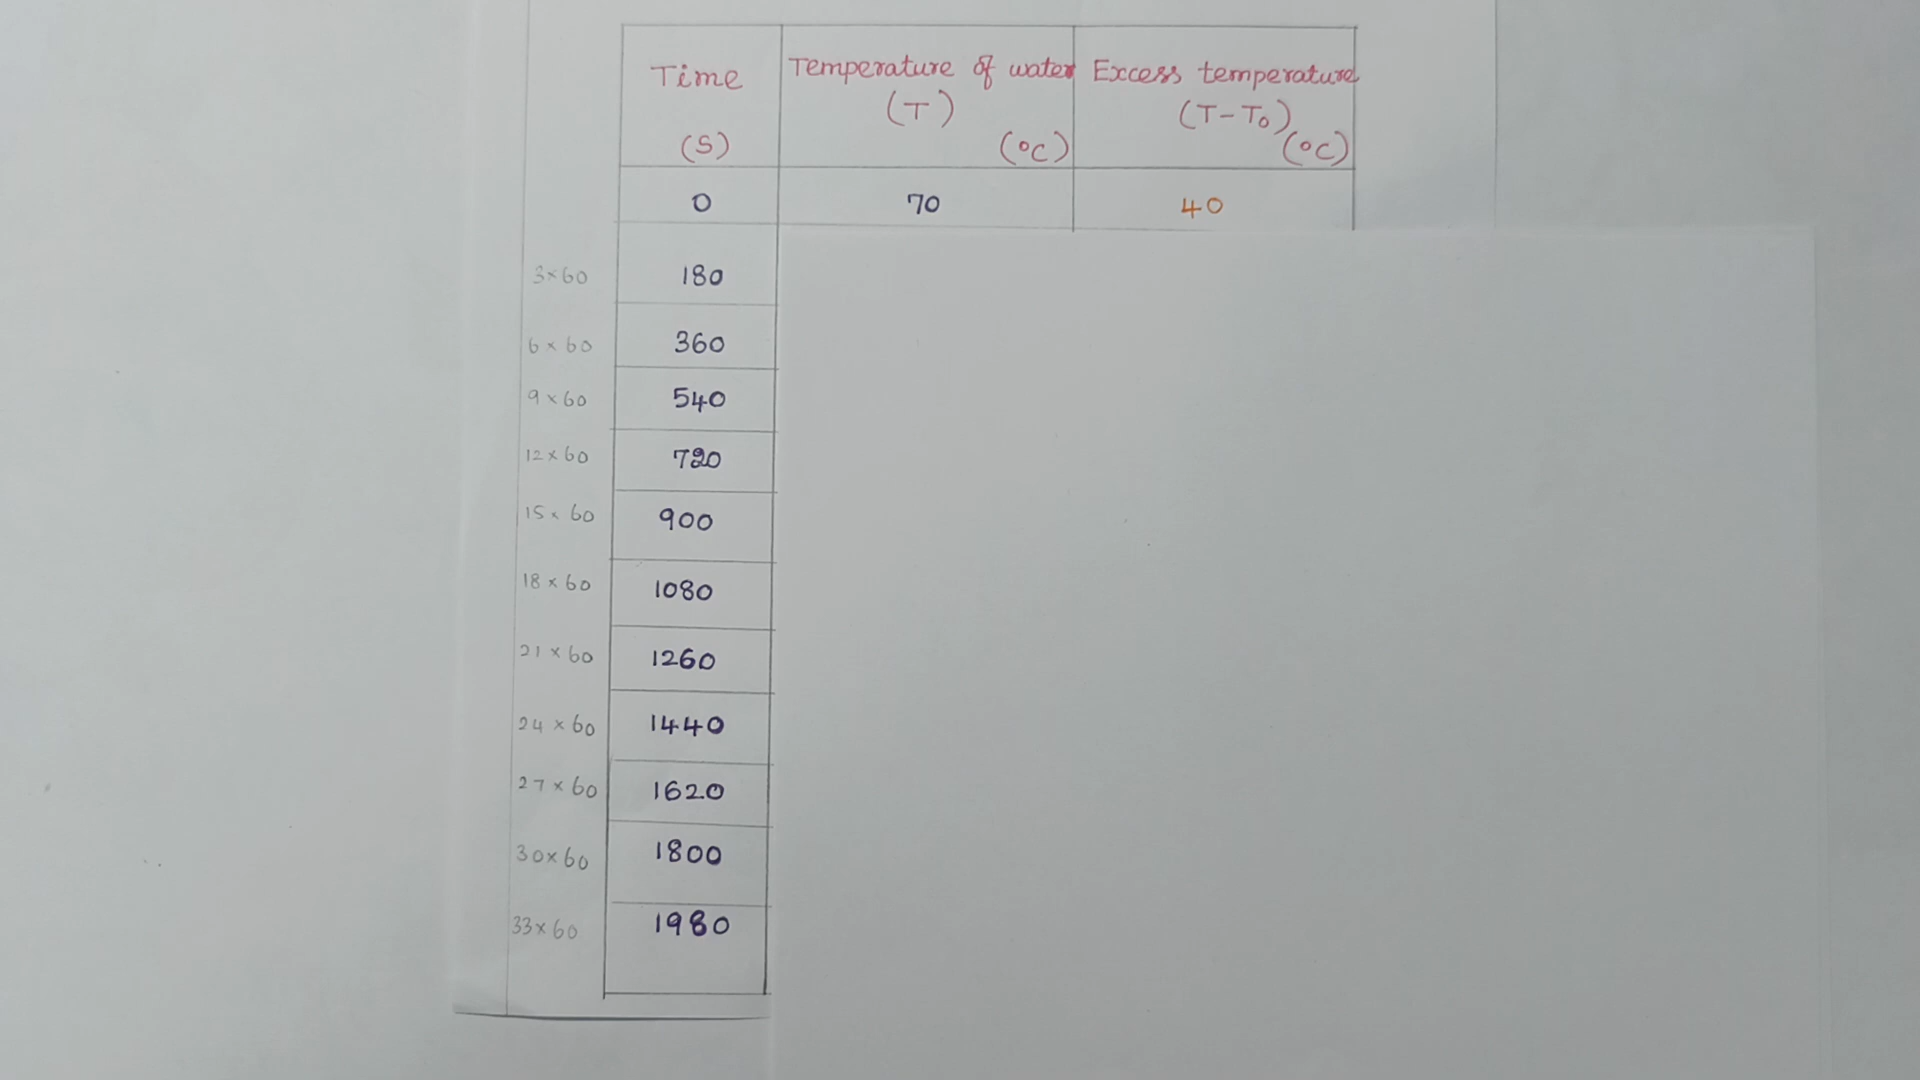 Time Temperature of water Excess temperature
(T) (T-T₀)
(S) (°C) (°C)
0 70 40
3×60 180
6×60 360
9×60 540
12×60 720
15×60 900
18×60 1080
21×60 1260
24×60 1440
27×60 1620
30×60 1800
33×60 1980